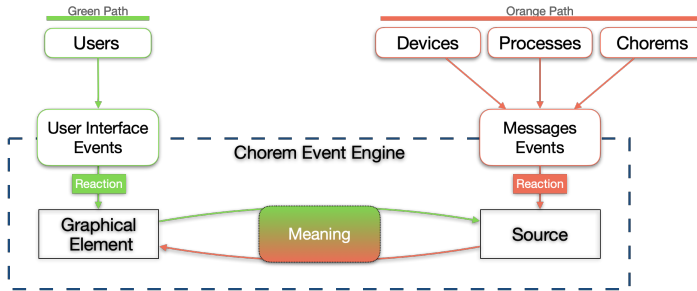 Green Path
Orange Path
Users
Devices
Processes
Chorems
User Interface
Events
Messages
Events
Chorem Event Engine
Reaction
Reaction
Graphical
Element
Meaning
Source